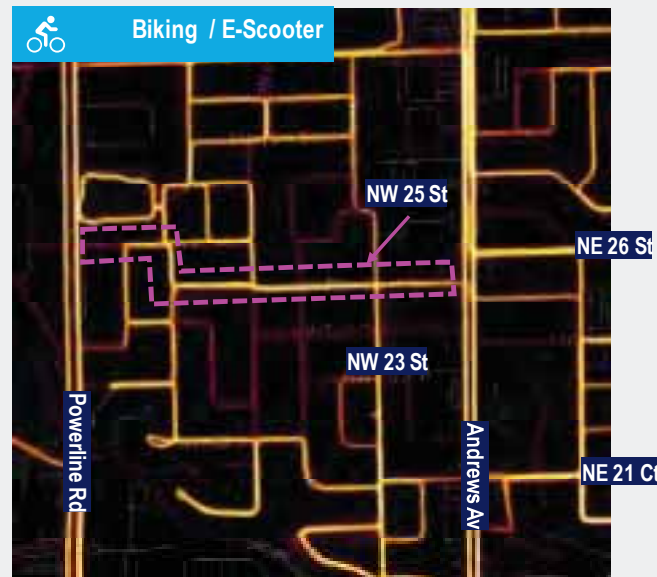 Biking / E-Scooter
NW 25 St
NE 26 St
NW 23 St
Powerline Rd
Andrews Av
NE 21 Ct